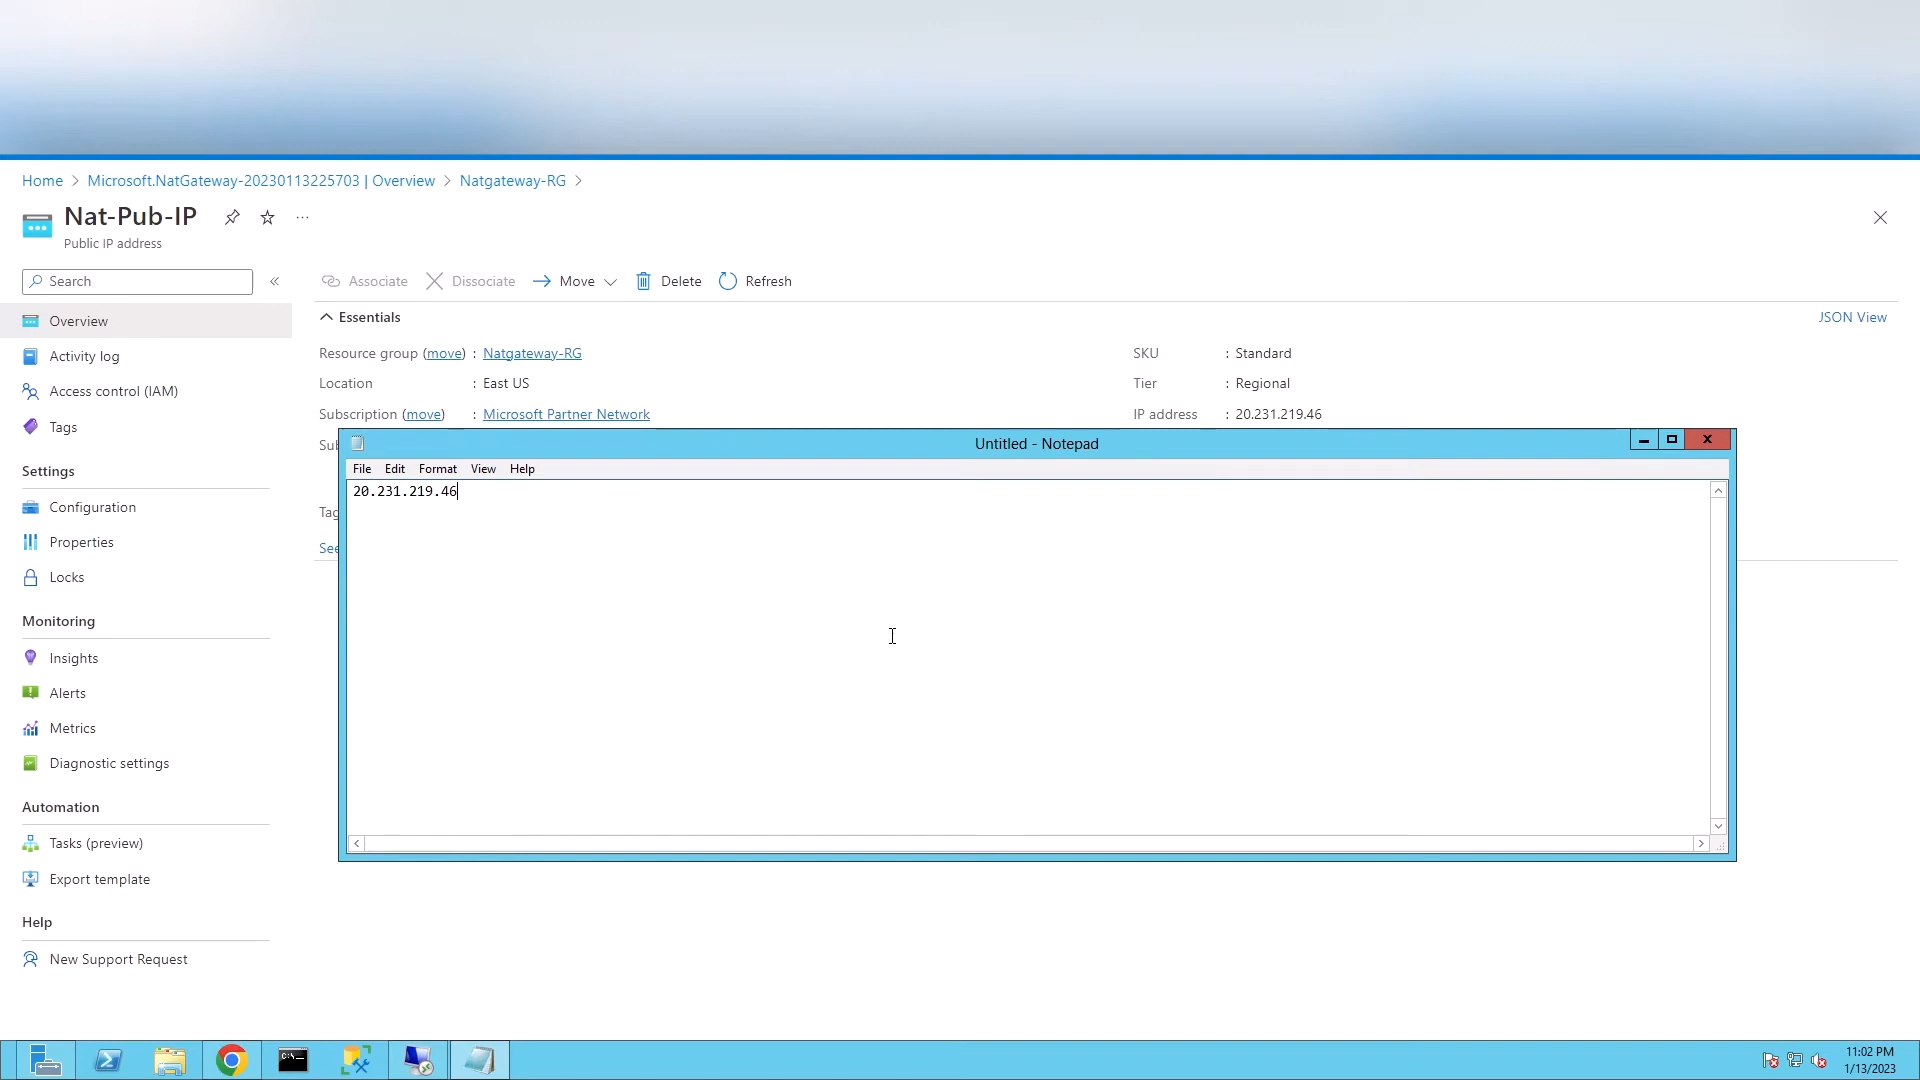 Home > Microsoft.NatGateway-20230113225703 | Overview > Natgateway-RG >
Nat-Pub-IP
Public IP address
Search
Associate Dissociate Move Delete Refresh
Overview
Activity log
Access control (IAM)
Tags
Settings
Configuration
Properties
Locks
Monitoring
Insights
Alerts
Metrics
Diagnostic settings
Automation
Tasks (preview)
Export template
Help
New Support Request
Essentials
JSON View
Resource group (move) : Natgateway-RG
Location : East US
Subscription (move) : Microsoft Partner Network
SKU : Standard
Tier : Regional
IP address : 20.231.219.46
Untitled - Notepad
File Edit Format View Help
20.231.219.46
See
11:02 PM
1/13/2023